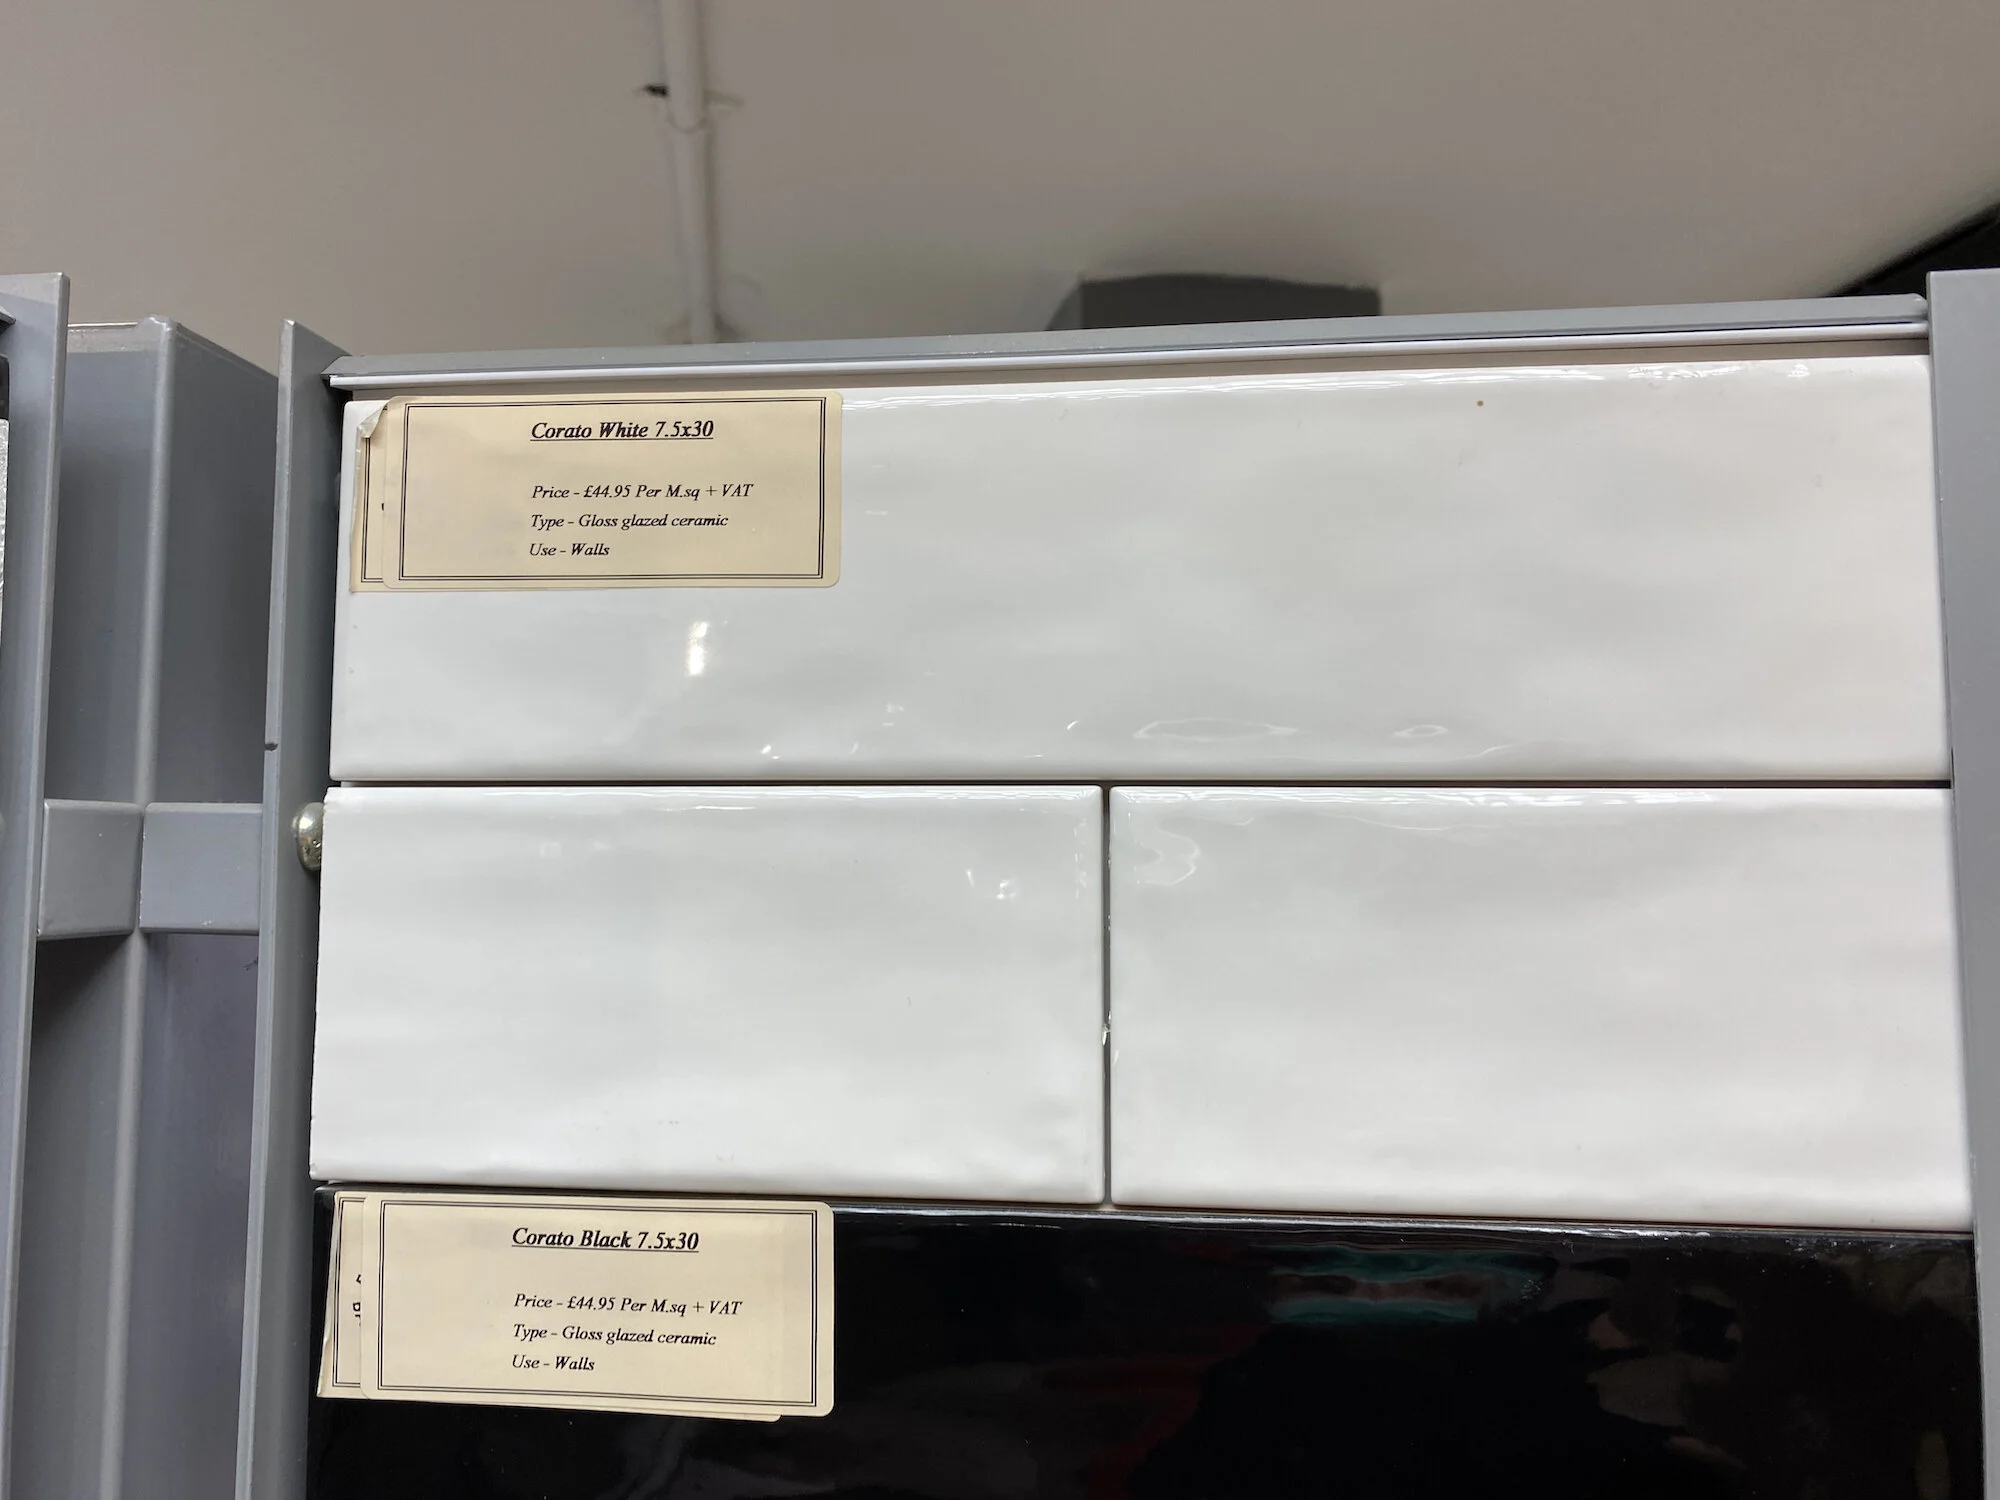 Corato White 7.5x30
Price - £44.95 Per M.sq + VAT
Type - Gloss glazed ceramic
Use - Walls
Corato Black 7.5x30
Price - £44.95 Per M.sq + VAT
Type - Gloss glazed ceramic
Use - Walls